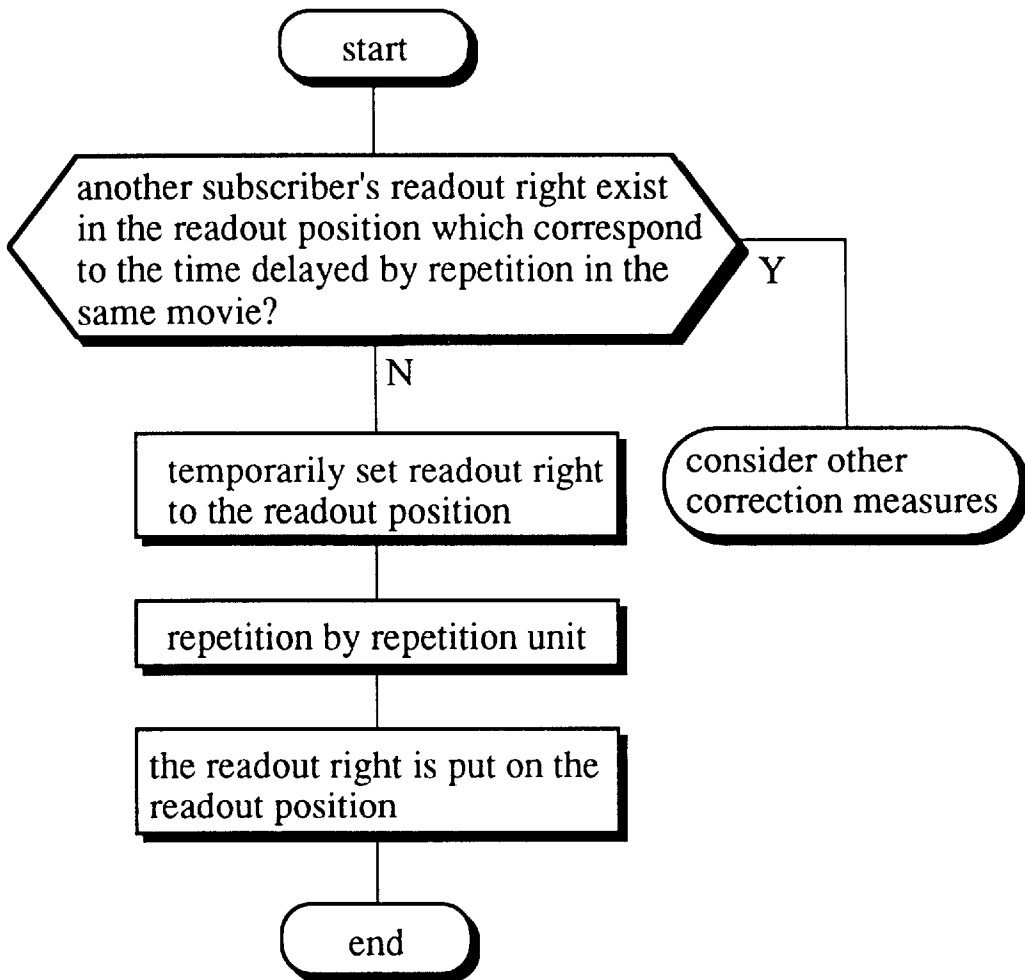 start
another subscriber's readout right exist
in the readout position which correspond
to the time delayed by repetition in the
same movie?
Y
N
temporarily set readout right
to the readout position
consider other
correction measures
repetition by repetition unit
the readout right is put on the
readout position
end